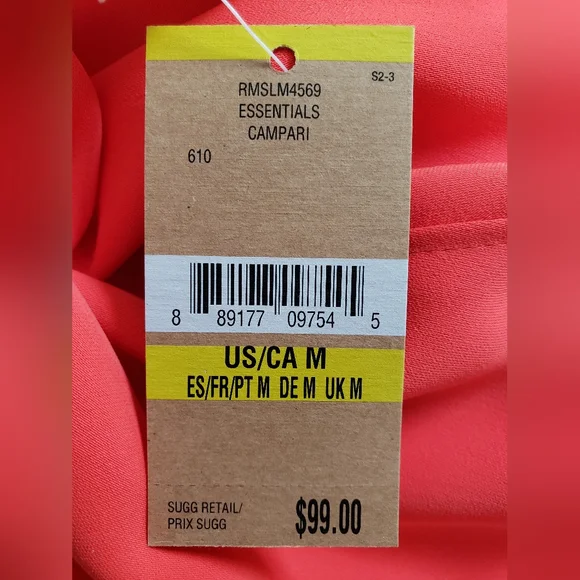 S2-3
RMSLM4569
ESSENTIALS
CAMPARI
610
8 89177 09754 5
US/CA M
ES/FR/PT M DE M UK M
SUGG RETAIL/
PRIX SUGG
$99.00